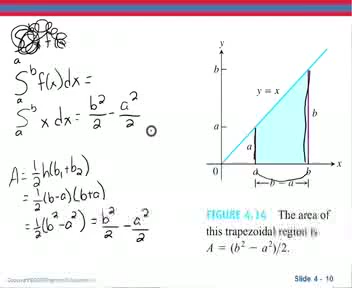 ∫ₐᵇ f(x)dx =
∫ₐᵇ x dx = b²/2 - a²/2
A = ½h(b₁+b₂)
= ½(b-a)(b+a)
= ½(b²-a²) = b²/2 - a²/2
y
b
y = x
b
a
a
0
a
b
x
b - a
FIGURE 4.14 The area of
this trapezoidal region is
A = (b² − a²)/2.
Slide 4 - 10